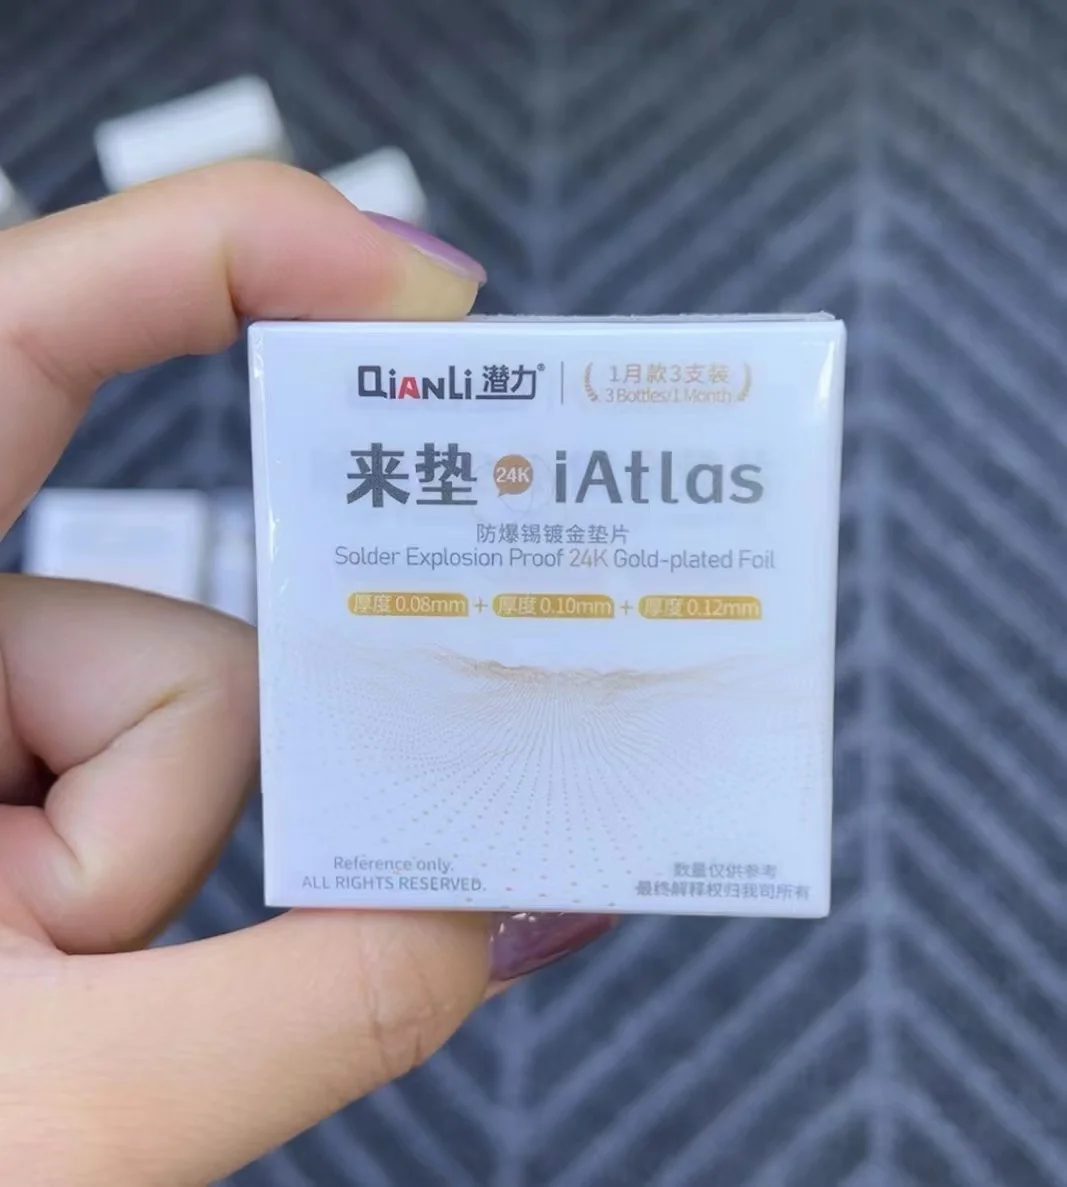 QiANLi 潜力®
1月款3支装
3 Bottles/1 Month
来垫 24K iAtlas
防爆锡镀金垫片
Solder Explosion Proof 24K Gold-plated Foil
厚度 0.08mm + 厚度 0.10mm + 厚度 0.12mm
Reference only.
ALL RIGHTS RESERVED.
数量仅供参考
最终解释权归我司所有